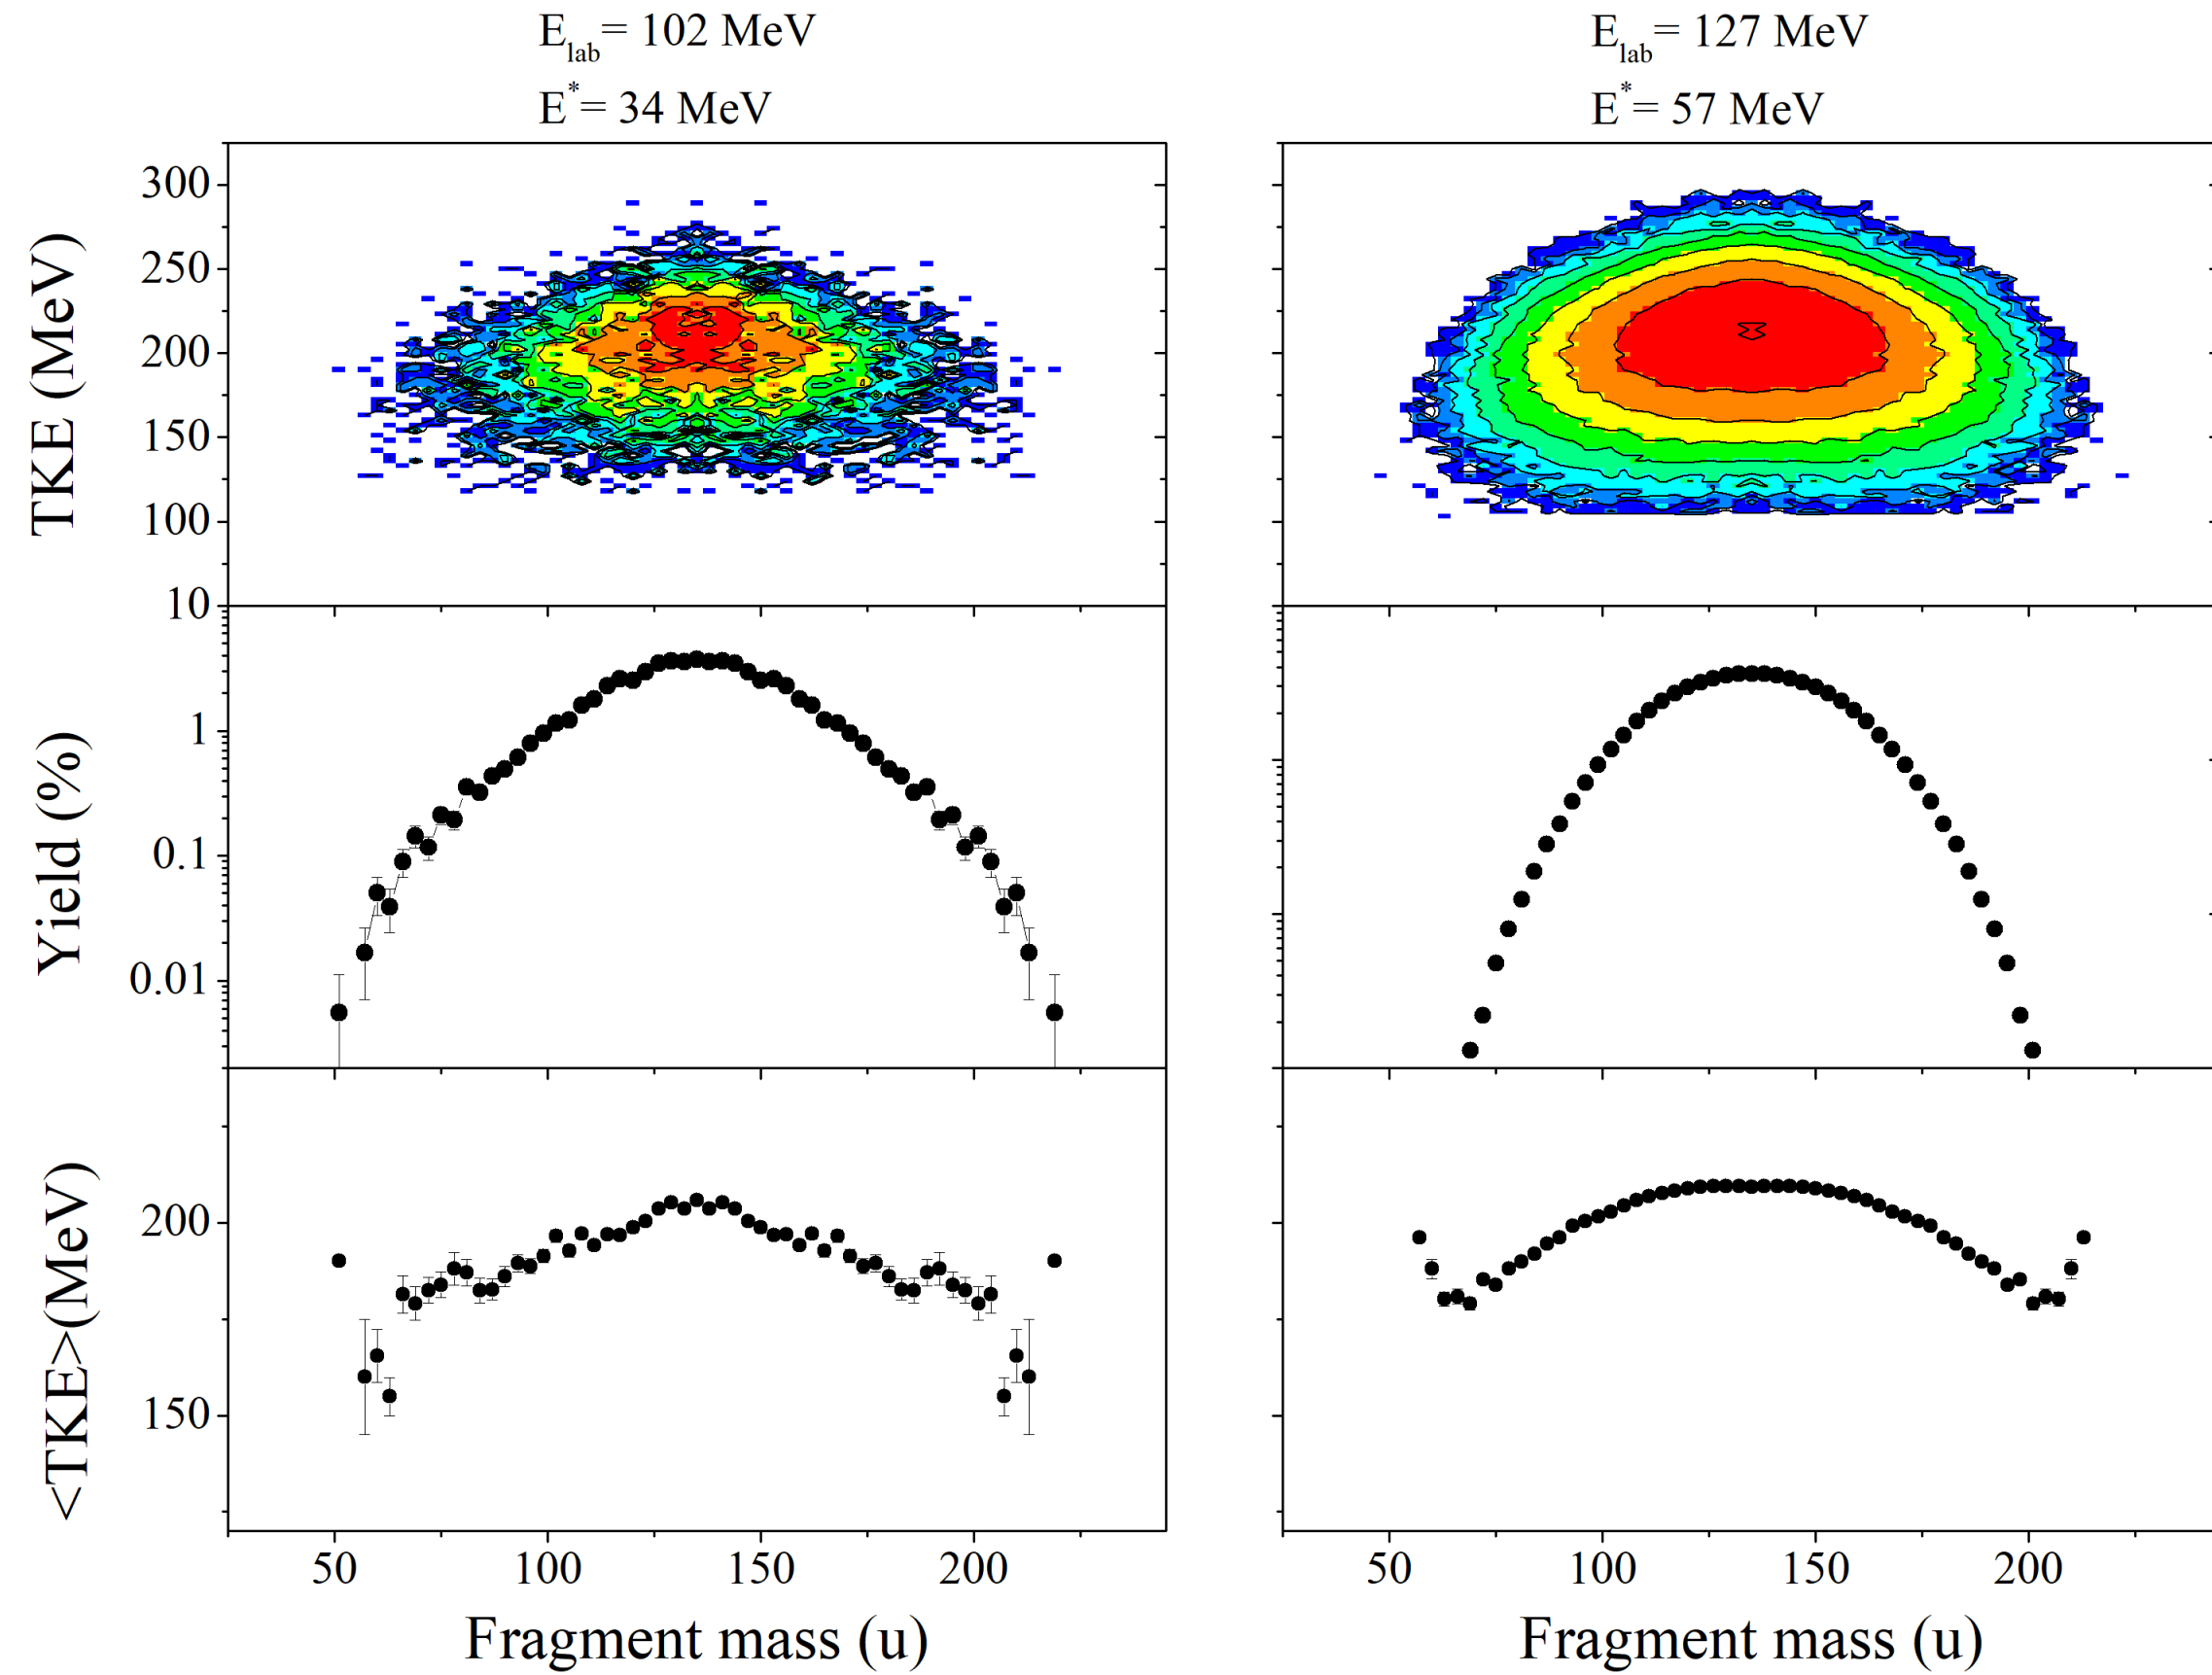 E_lab= 102 MeV
E*= 34 MeV
E_lab= 127 MeV
E*= 57 MeV
TKE (MeV)
300
250
200
150
100
10
Yield (%)
1
0.1
0.01
<TKE>(MeV)
200
150
50 100 150 200
50 100 150 200
Fragment mass (u)
Fragment mass (u)